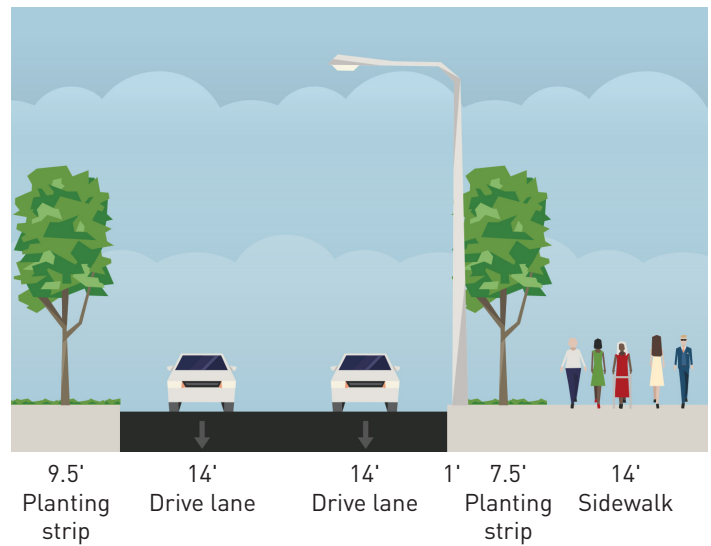 9.5' 14' 14' 1' 7.5' 14'
Planting Drive lane Drive lane Planting Sidewalk
strip strip